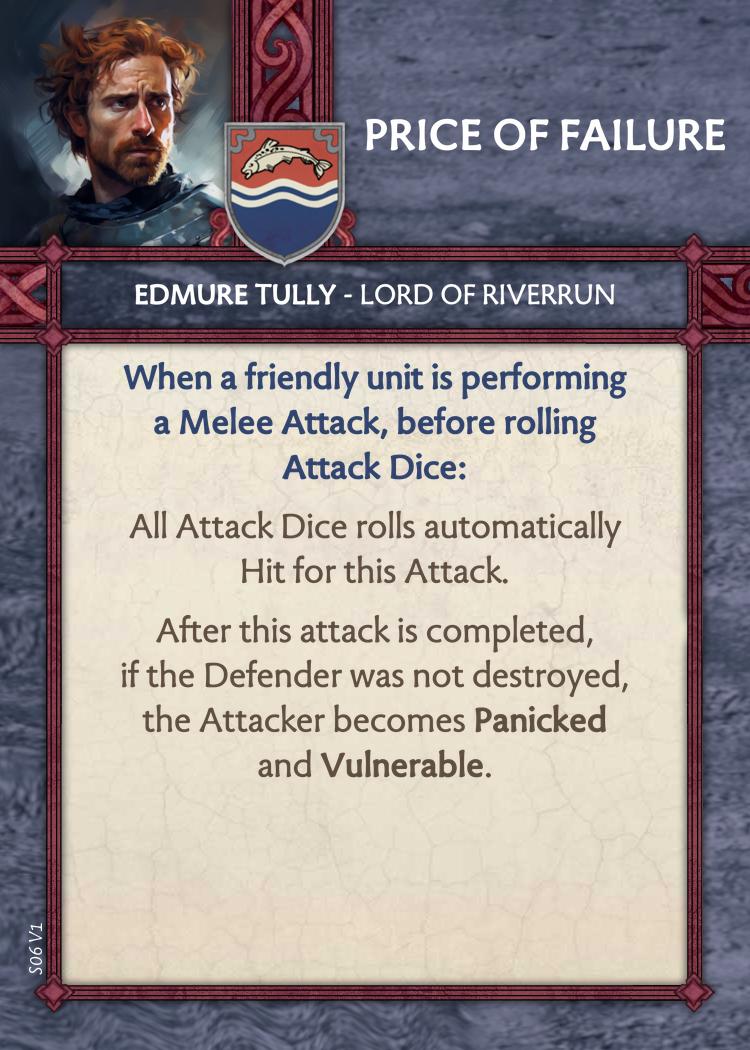 PRICE OF FAILURE
EDMURE TULLY - LORD OF RIVERRUN
When a friendly unit is performing
a Melee Attack, before rolling
Attack Dice:
All Attack Dice rolls automatically
Hit for this Attack.
After this attack is completed,
if the Defender was not destroyed,
the Attacker becomes Panicked
and Vulnerable.
S06 V1